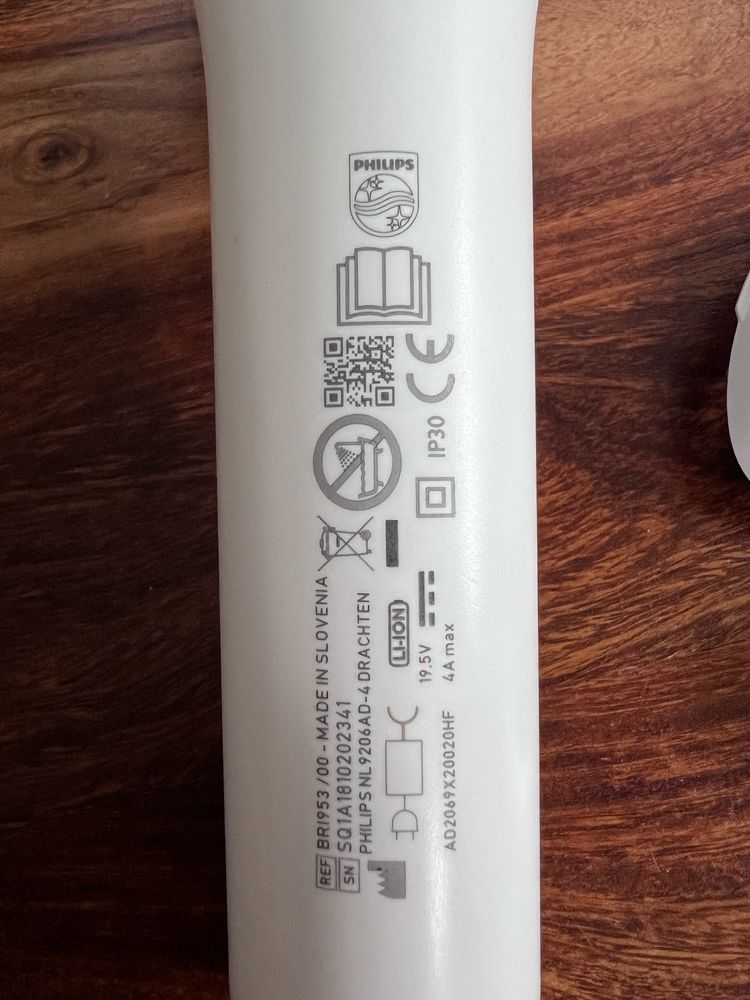 PHILIPS
CE
IP30
REF BRI953 /00 - MADE IN SLOVENIA
SN SQ1A1810202341
PHILIPS NL9206AD-4 DRACHTEN
LI-ION
19.5V
4A max
AD2069X20020HF